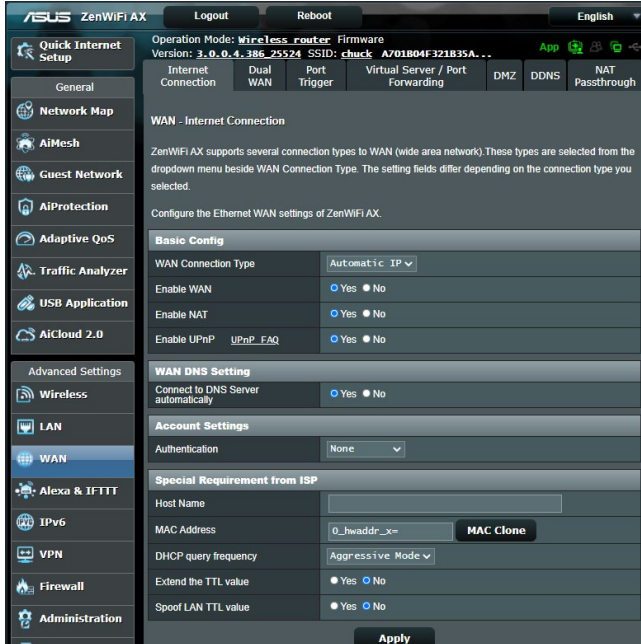 ASUS ZenWiFi AX
Logout
Reboot
English
Quick Internet Setup
Operation Mode: Wireless router Firmware
Version: 3.0.0.4.386_25524 SSID: chuck A701B04F321B35A...
App
Internet Connection
Dual WAN
Port Trigger
Virtual Server / Port Forwarding
DMZ
DDNS
NAT Passthrough
General
Network Map
AiMesh
Guest Network
AiProtection
Adaptive QoS
Traffic Analyzer
USB Application
AiCloud 2.0
Advanced Settings
Wireless
LAN
WAN
Alexa & IFTTT
IPv6
VPN
Firewall
Administration
WAN - Internet Connection
ZenWiFi AX supports several connection types to WAN (wide area network).These types are selected from the
dropdown menu beside WAN Connection Type. The setting fields differ depending on the connection type you
selected.
Configure the Ethernet WAN settings of ZenWiFi AX.
Basic Config
WAN Connection Type Automatic IP
Enable WAN Yes No
Enable NAT Yes No
Enable UPnP UPnP FAQ Yes No
WAN DNS Setting
Connect to DNS Server
automatically Yes No
Account Settings
Authentication None
Special Requirement from ISP
Host Name
MAC Address 0_hwaddr_x= MAC Clone
DHCP query frequency Aggressive Mode
Extend the TTL value Yes No
Spoof LAN TTL value Yes No
Apply